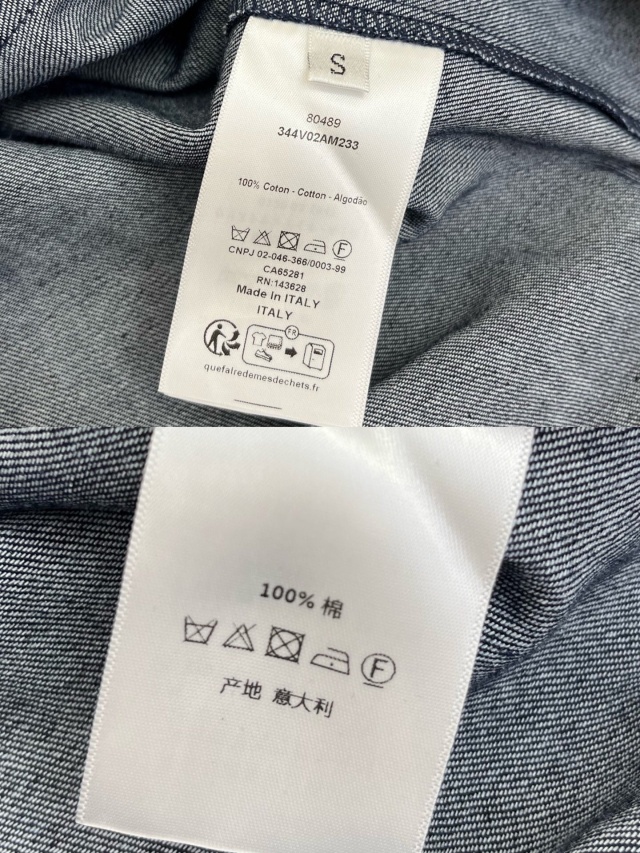 S
80489
344V02AM233
100% Coton - Cotton - Algodão
F
CNPJ 02-046-366/0003-99
CA65281
RN:143628
Made in ITALY
ITALY
FR
quefairedemesdechets.fr
100% 棉
F
产地 意大利